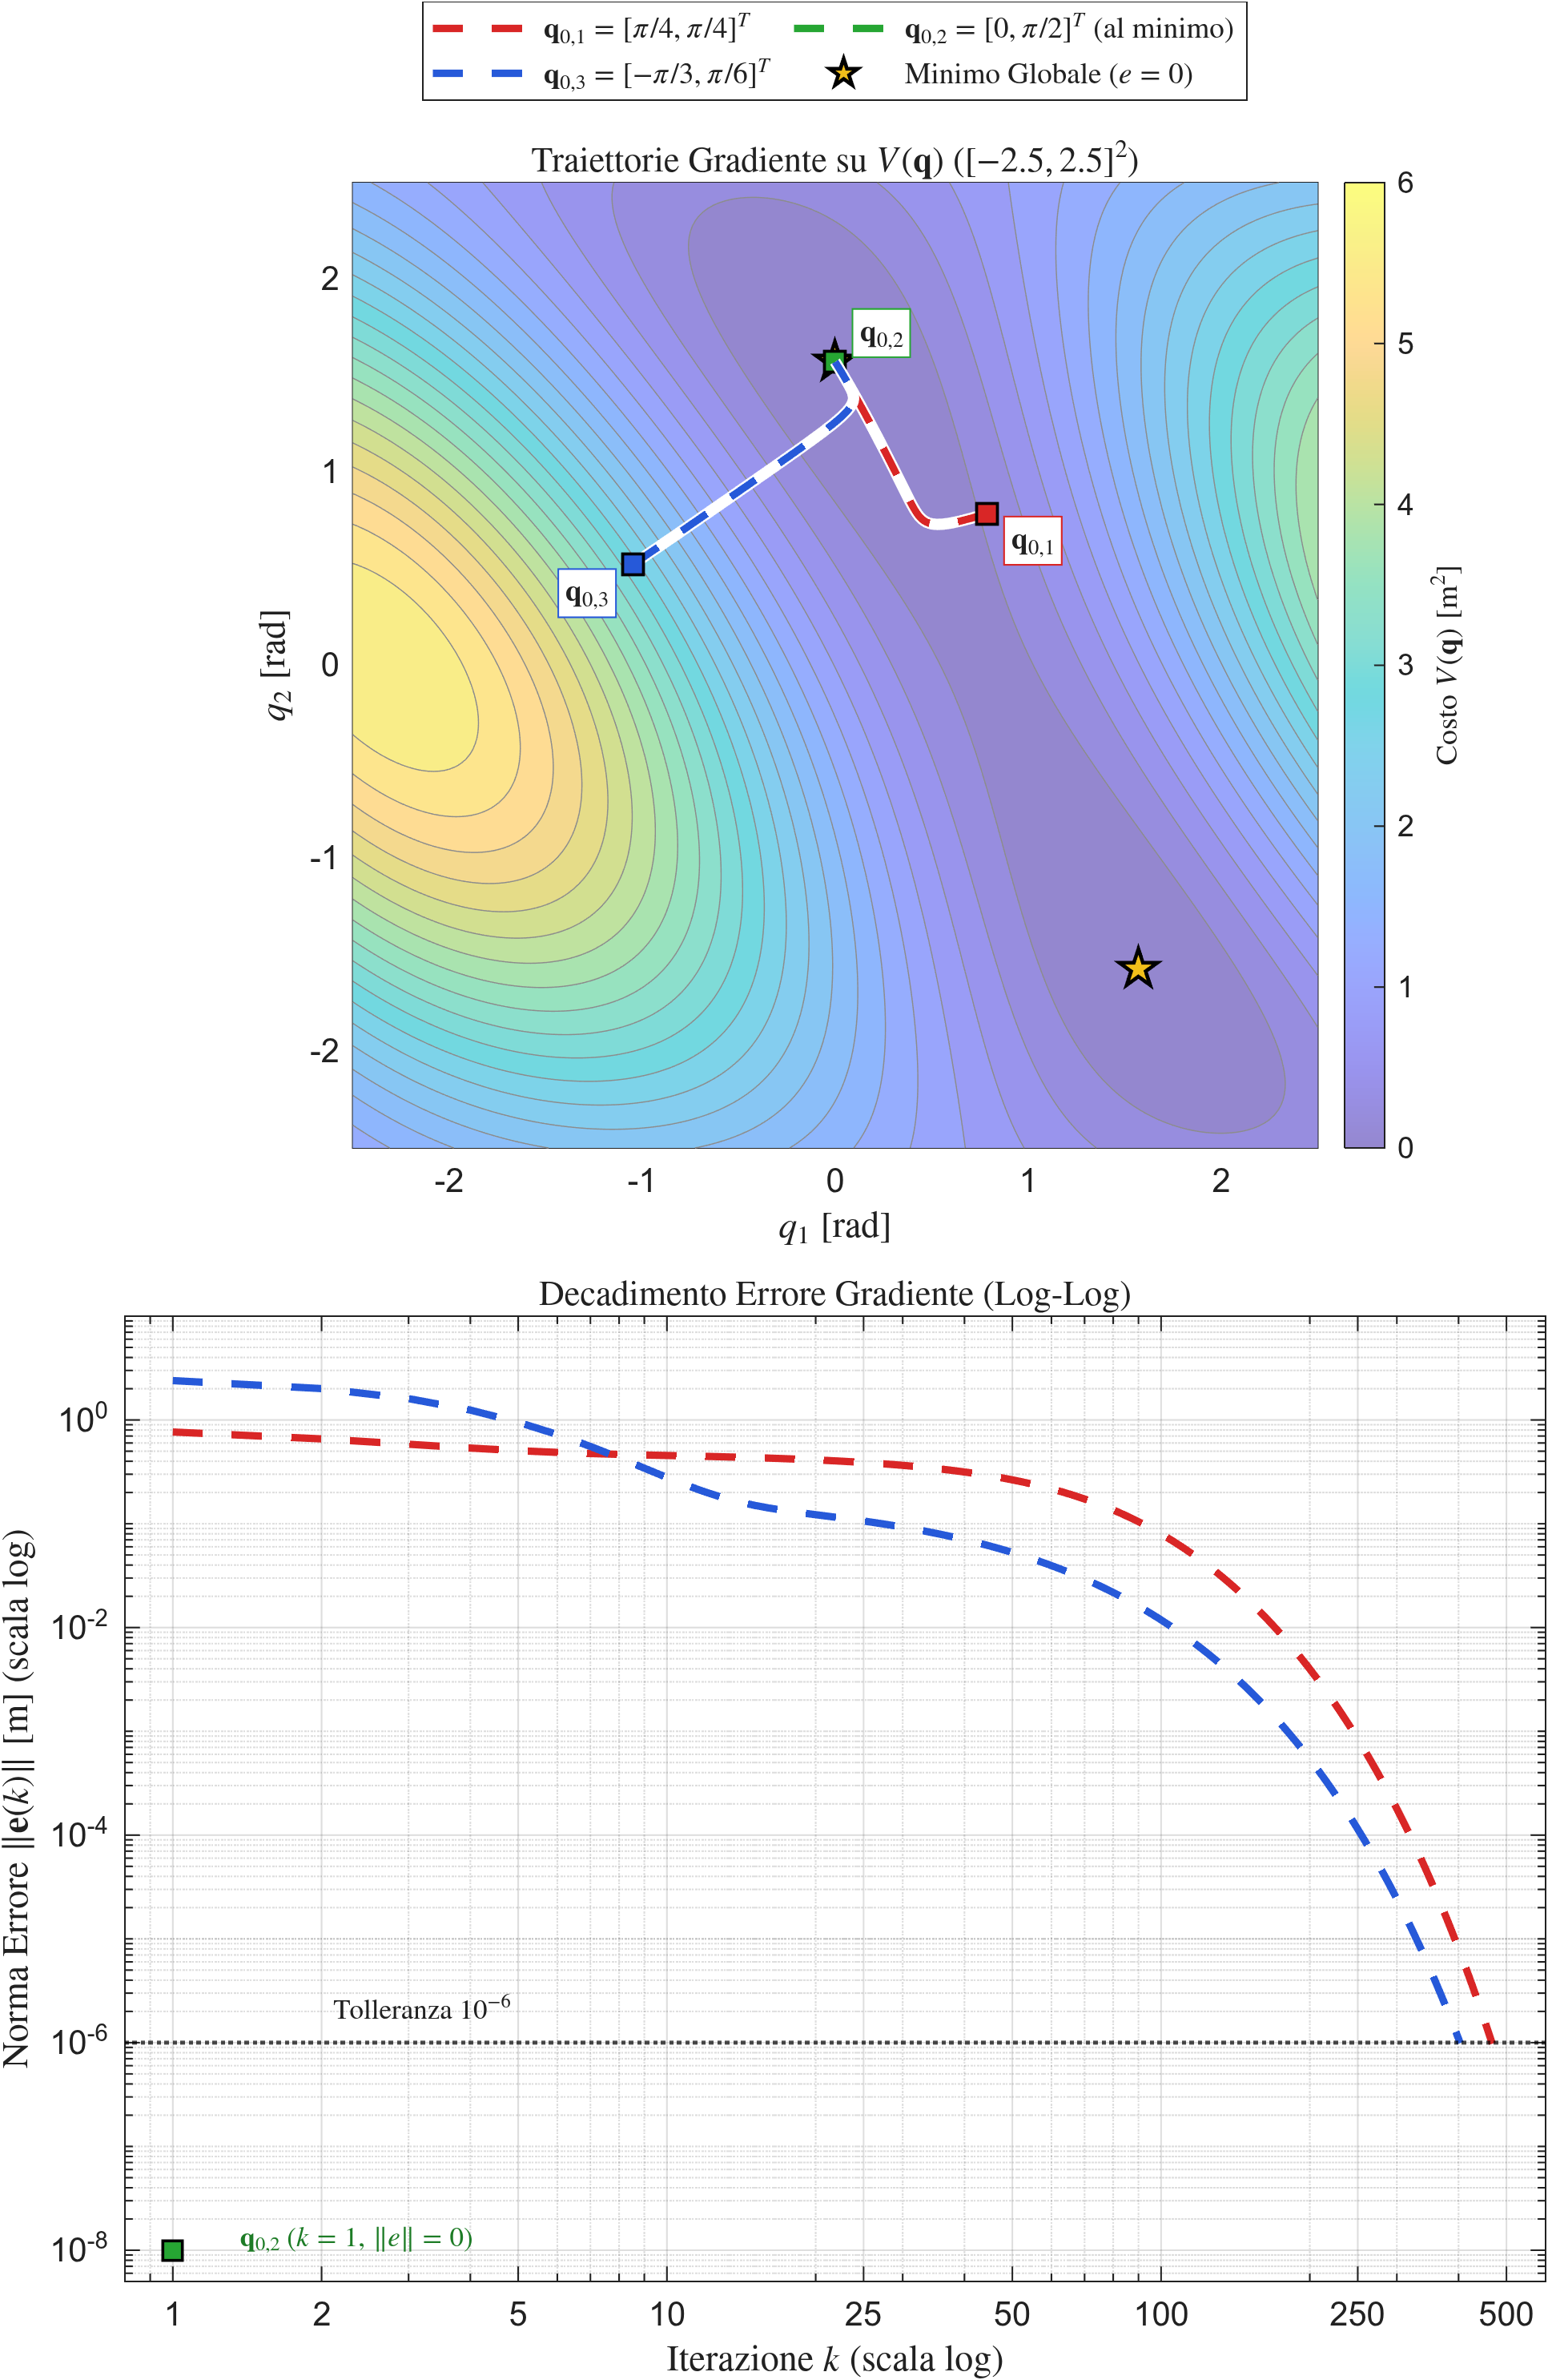 𝐪₀,₁ = [π/4, π/4]ᵀ
𝐪₀,₂ = [0, π/2]ᵀ (al minimo)
𝐪₀,₃ = [−π/3, π/6]ᵀ
Minimo Globale (e = 0)
Traiettorie Gradiente su V(𝐪) ([−2.5, 2.5]²)
𝐪₀,₂
𝐪₀,₁
𝐪₀,₃
2
1
0
-1
-2
q₂ [rad]
-2
-1
0
1
2
q₁ [rad]
6
5
4
3
2
1
0
Costo V(𝐪) [m²]
Decadimento Errore Gradiente (Log-Log)
10⁰
10⁻²
10⁻⁴
10⁻⁶
10⁻⁸
Norma Errore ||𝐞(k)|| [m] (scala log)
Tolleranza 10⁻⁶
𝐪₀,₂ (k = 1, ||e|| = 0)
1
2
5
10
25
50
100
250
500
Iterazione k (scala log)